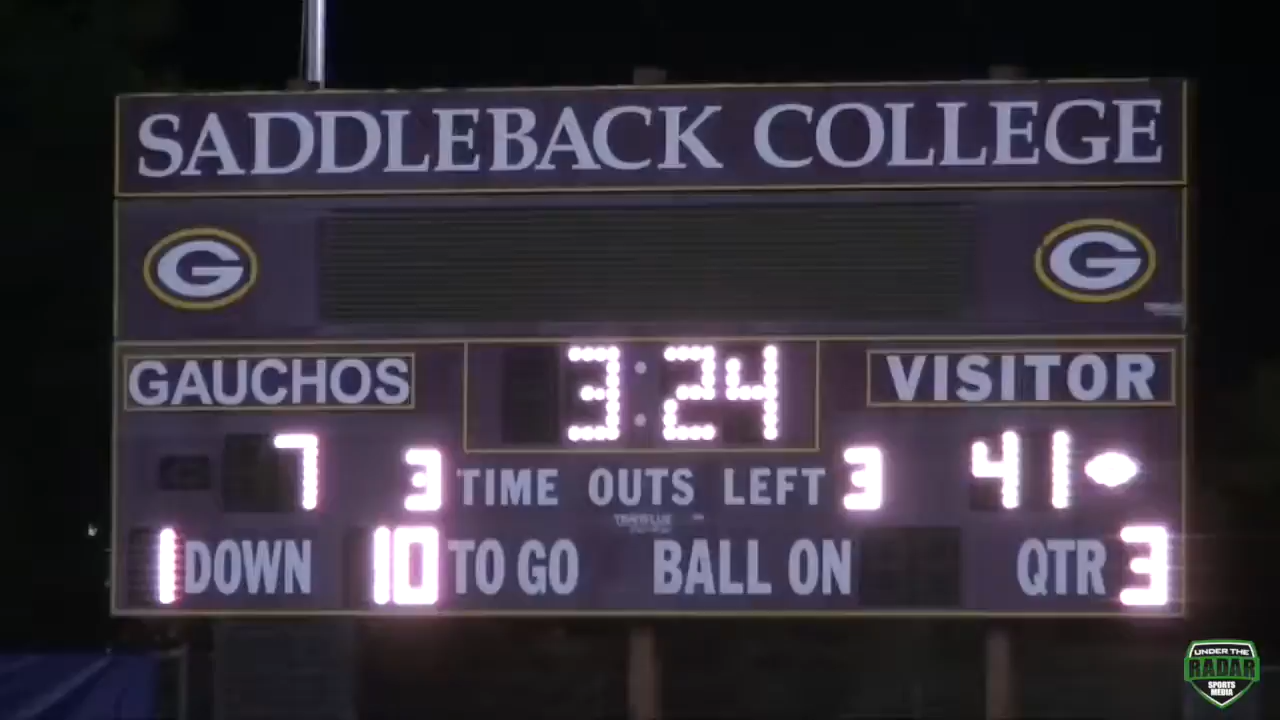 SADDLEBACK COLLEGE
G G
GAUCHOS 3:24 VISITOR
7 3 TIME OUTS LEFT 3 41
1 DOWN 10 TO GO BALL ON QTR 3
UNDER THE
RADAR
SPORTS
MEDIA